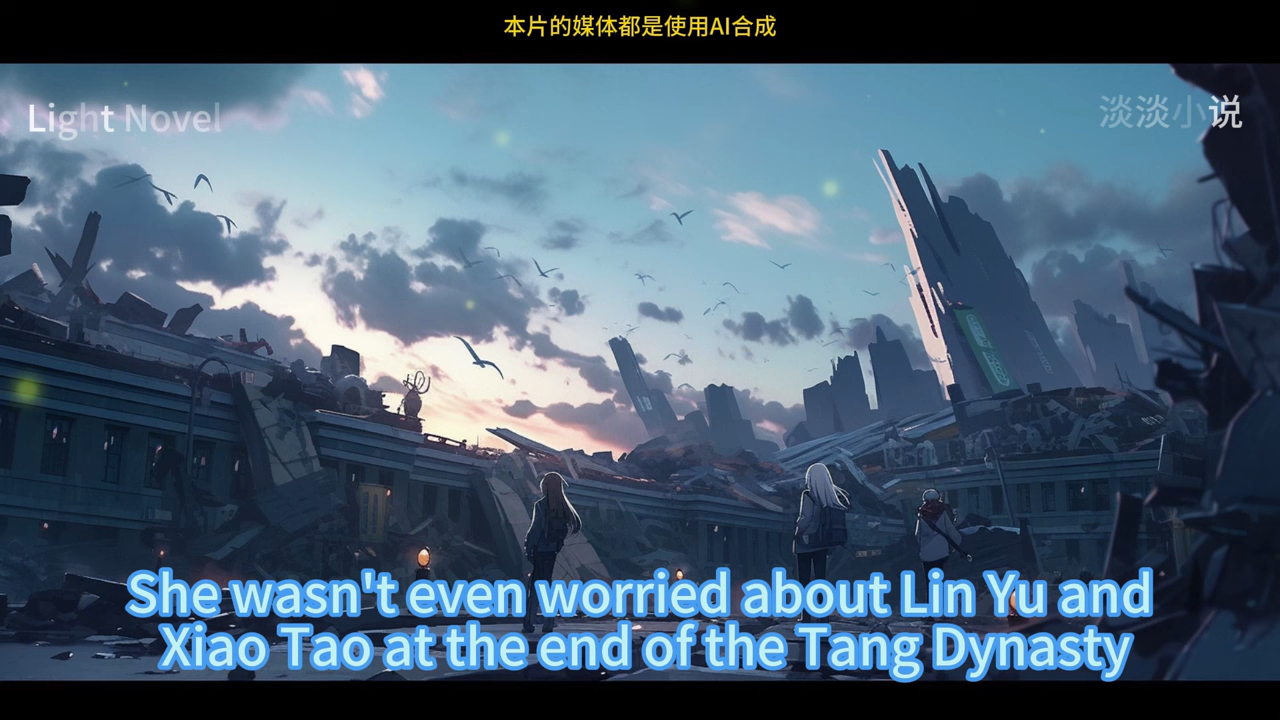 本片的媒体都是使用AI合成
Light Novel
淡淡小说
She wasn't even worried about Lin Yu and
Xiao Tao at the end of the Tang Dynasty